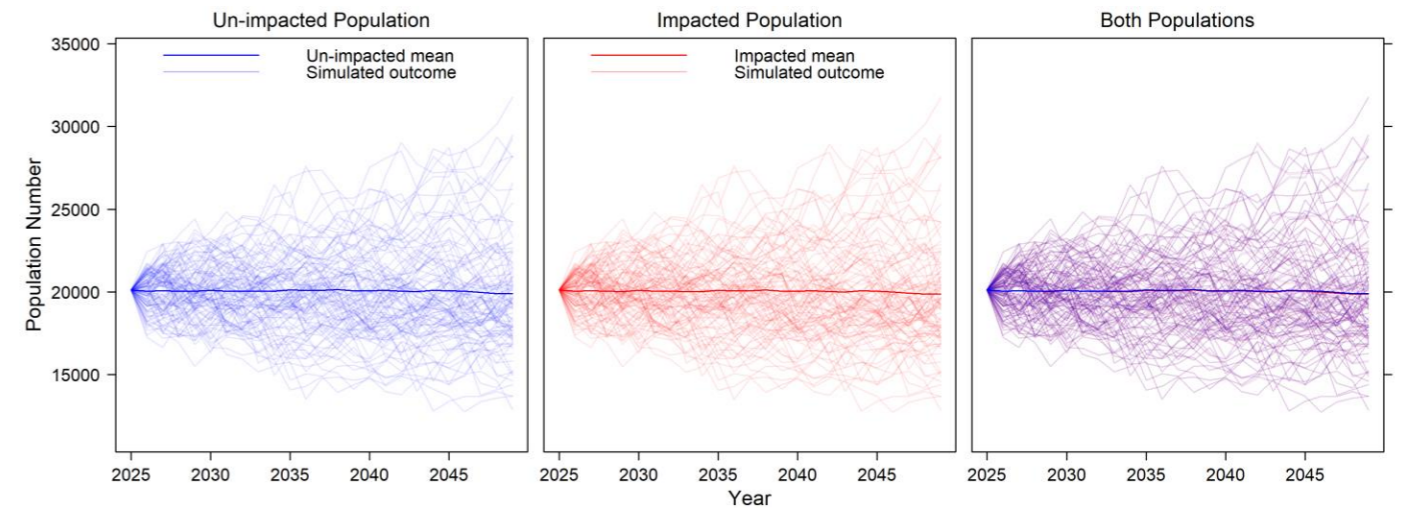 Un-impacted Population
Impacted Population
Both Populations
Un-impacted mean
Simulated outcome
Impacted mean
Simulated outcome
Population Number
35000
30000
25000
20000
15000
2025 2030 2035 2040 2045
2025 2030 2035 2040 2045
2025 2030 2035 2040 2045
Year